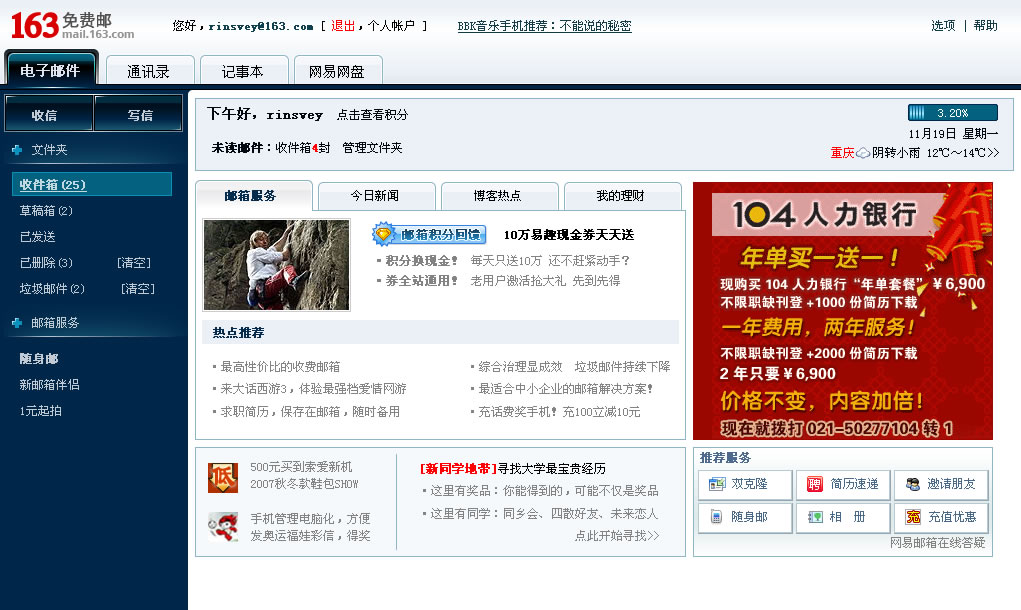 163 免费邮
mail.163.com
您好，rinsvey@163.com [ 退出，个人帐户 ]
BBK音乐手机推荐：不能说的秘密
选项 | 帮助
电子邮件
通讯录
记事本
网易网盘
收信
写信
文件夹
收件箱(25)
草稿箱(2)
已发送
已删除(3) [清空]
垃圾邮件(2) [清空]
邮箱服务
随身邮
新邮箱伴侣
1元起拍
下午好，rinsvey 点击查看积分
未读邮件：收件箱4封 管理文件夹
3.20%
11月19日 星期一
重庆 阴转小雨 12℃～14℃>>
邮箱服务
今日新闻
博客热点
我的理财
邮箱积分回馈 10万易趣现金券天天送
· 积分换现金! 每天只送10万 还不赶紧动手?
· 券全站通用! 老用户激活抢大礼 先到先得
热点推荐
· 最高性价比的收费邮箱
· 来大话西游3，体验最强档爱情网游
· 求职简历，保存在邮箱，随时备用
· 综合治理显成效 垃圾邮件持续下降
· 最适合中小企业的邮箱解决方案!
· 充话费奖手机! 充100立减10元
104 人力银行
年单买一送一！
现购买 104 人力银行 “年单套餐” ￥6,900
不限职缺刊登 +1000 份简历下载
一年费用，两年服务！
不限职缺刊登 +2000 份简历下载
2 年只要 ￥6,900
价格不变，内容加倍！
现在就拨打 021-50277104 转 1
低
500元买到索爱新机
2007秋冬款鞋包SHOW
手机管理电脑化，方便
发奥运福娃彩信，得奖
[新同学地带]寻找大学最宝贵经历
· 这里有奖品：你能得到的，可能不仅是奖品
· 这里有同学：同乡会、四散好友、未来恋人
点此开始寻找>>
推荐服务
双克隆
聘 简历速递
邀请朋友
随身邮
相 册
充 充值优惠
网易邮箱在线答疑